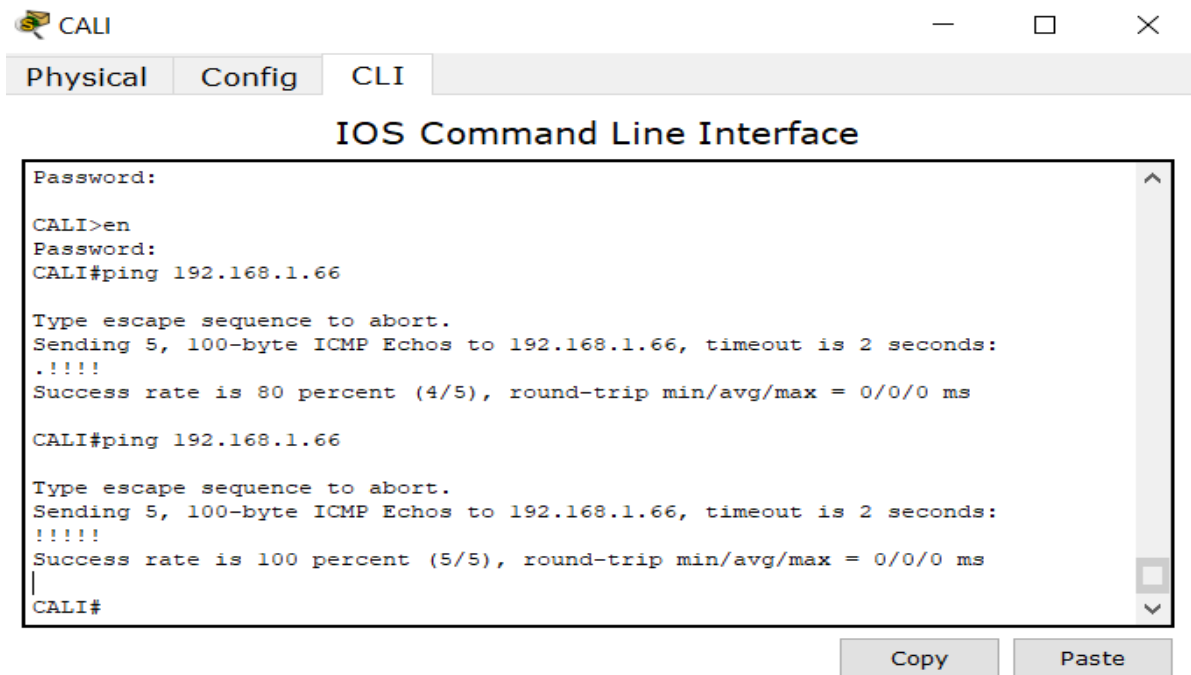 CALI
Physical Config CLI
IOS Command Line Interface
Password:
CALI>en
Password:
CALI#ping 192.168.1.66
Type escape sequence to abort.
Sending 5, 100-byte ICMP Echos to 192.168.1.66, timeout is 2 seconds:
.!!!!
Success rate is 80 percent (4/5), round-trip min/avg/max = 0/0/0 ms
CALI#ping 192.168.1.66
Type escape sequence to abort.
Sending 5, 100-byte ICMP Echos to 192.168.1.66, timeout is 2 seconds:
!!!!!
Success rate is 100 percent (5/5), round-trip min/avg/max = 0/0/0 ms
CALI#
Copy Paste